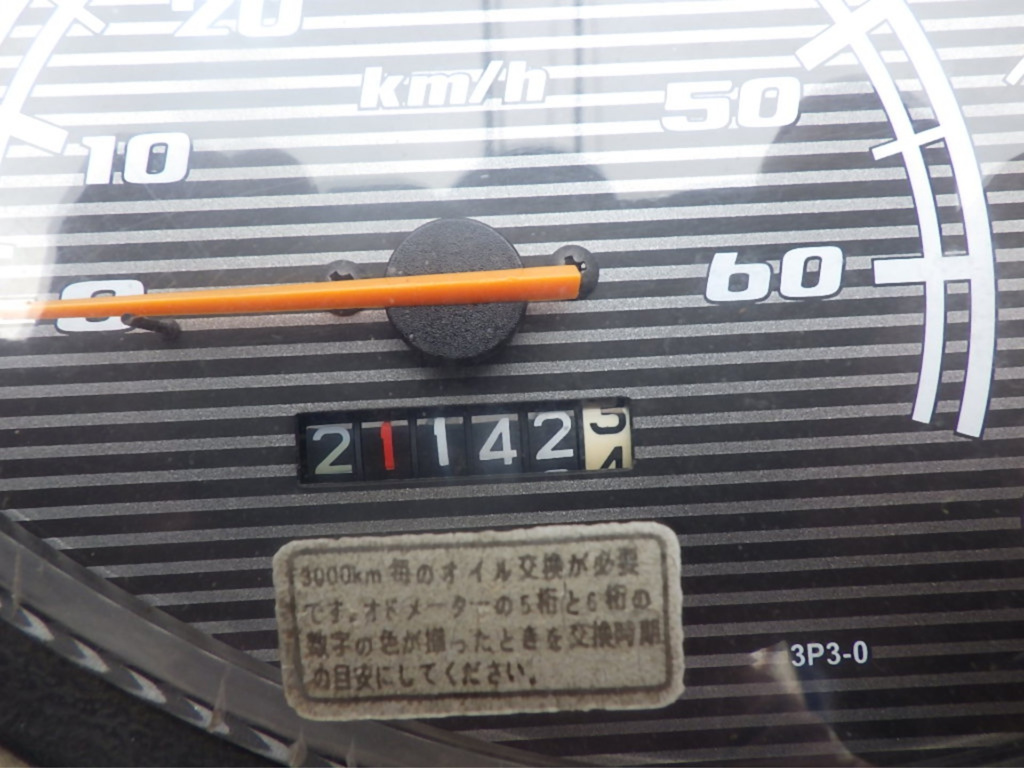 20
km/h
50
10
60
0
21142
3000km毎のオイル交換が必要
です。オドメーターの5桁と6桁の
数字の色が揃ったときを交換時期
の目安にしてください。
3P3-0